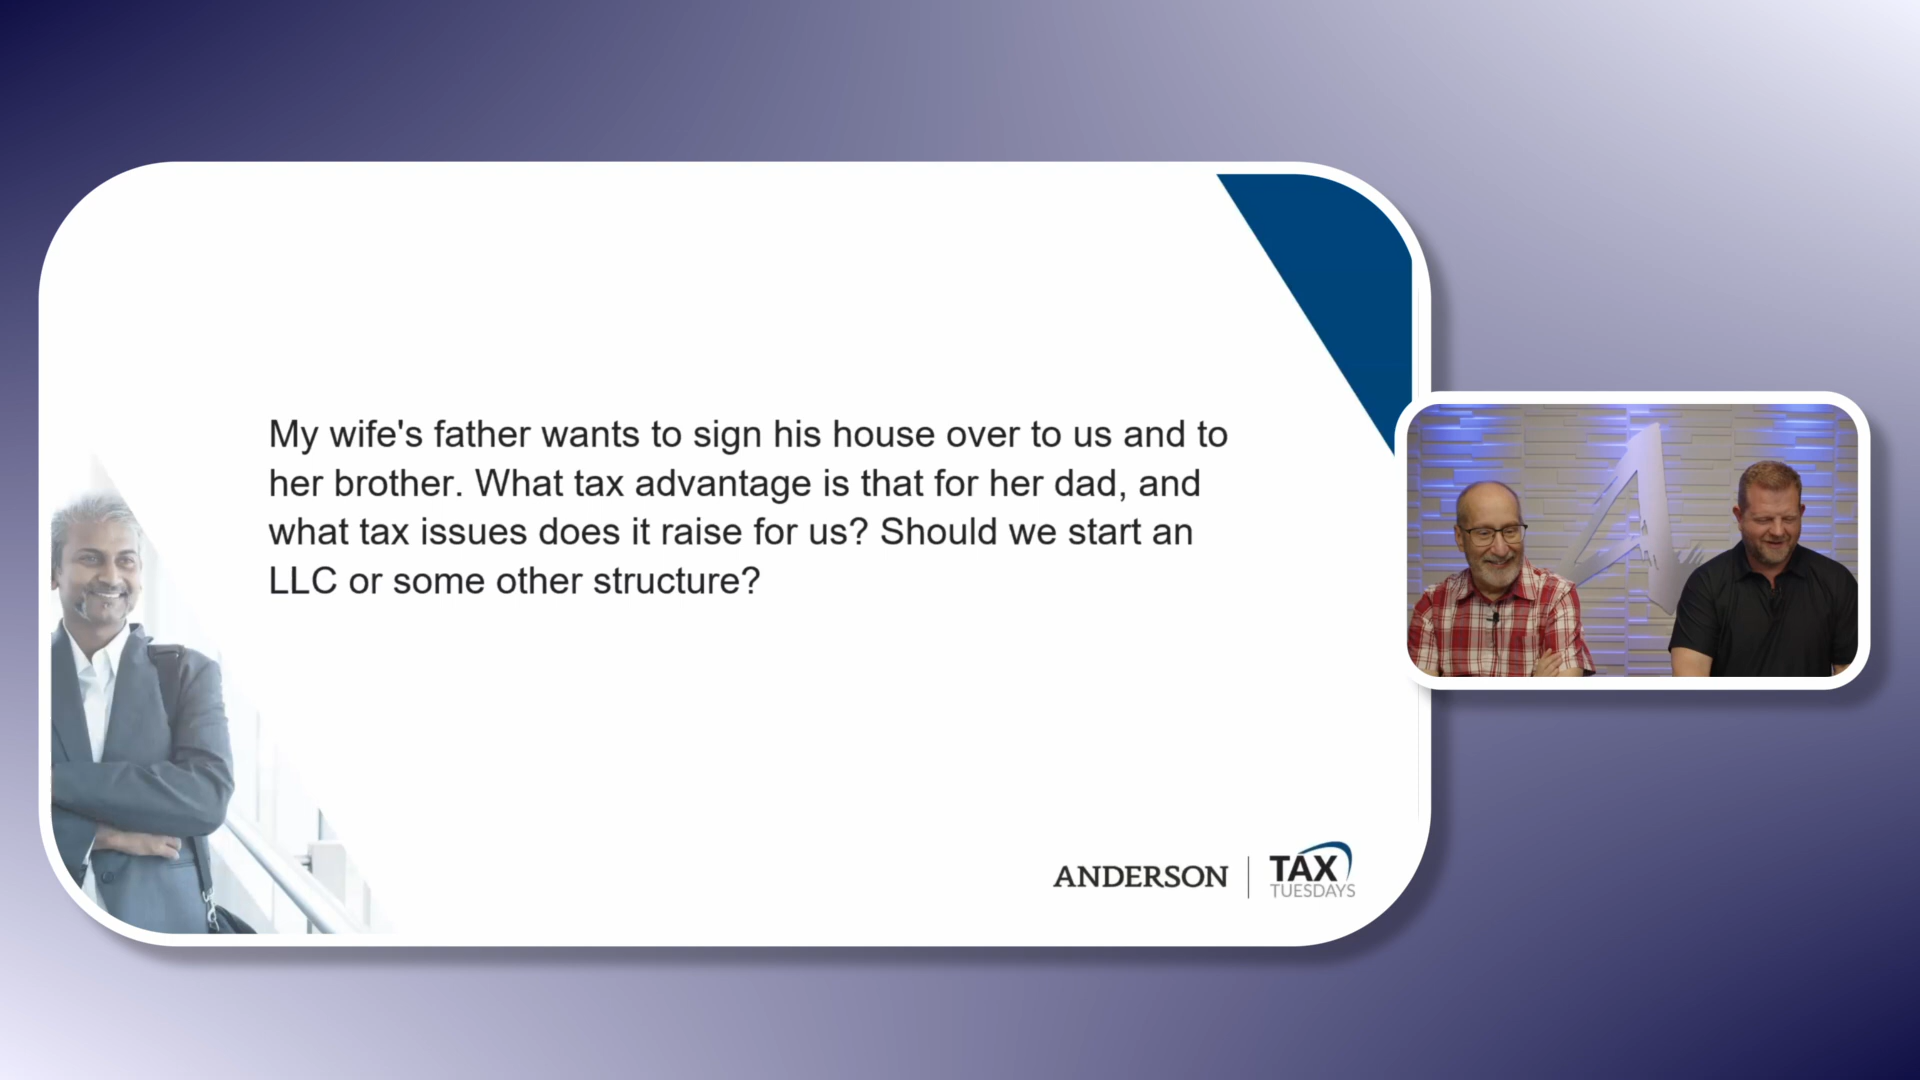 My wife's father wants to sign his house over to us and to
her brother. What tax advantage is that for her dad, and
what tax issues does it raise for us? Should we start an
LLC or some other structure?
ANDERSON
TAX
TUESDAYS